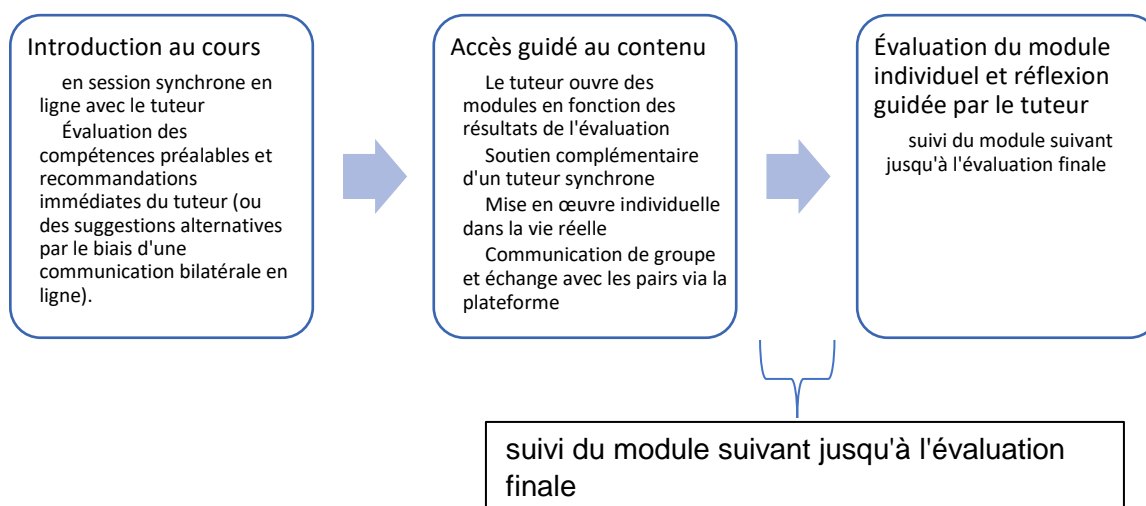 Introduction au cours
en session synchrone en
ligne avec le tuteur
Évaluation des
compétences préalables et
recommandations
immédiates du tuteur (ou
des suggestions alternatives
par le biais d'une
communication bilatérale en
ligne).
Accès guidé au contenu
Le tuteur ouvre des
modules en fonction des
résultats de l'évaluation
Soutien complémentaire
d'un tuteur synchrone
Mise en œuvre individuelle
dans la vie réelle
Communication de groupe
et échange avec les pairs via la
plateforme
Évaluation du module
individuel et réflexion
guidée par le tuteur
suivi du module suivant
jusqu'à l'évaluation finale
suivi du module suivant jusqu'à l'évaluation
finale